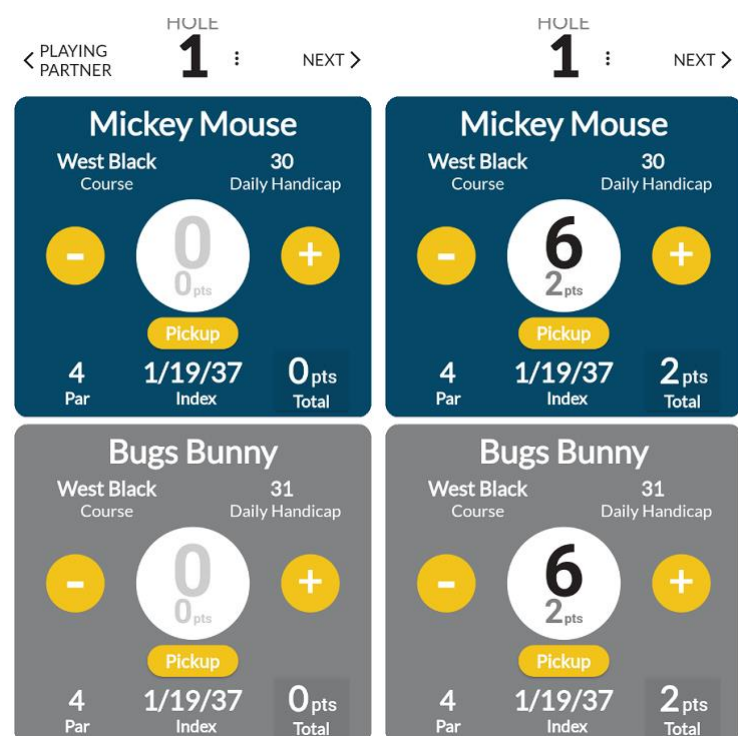 HOLE
PLAYING
PARTNER
1
NEXT
Mickey Mouse
West Black
30
Course
Daily Handicap
-
0
0pts
+
Pickup
4
1/19/37
0pts
Par
Index
Total
Bugs Bunny
West Black
31
Course
Daily Handicap
-
0
0pts
+
Pickup
4
1/19/37
0pts
Par
Index
Total
HOLE
1
NEXT
Mickey Mouse
West Black
30
Course
Daily Handicap
-
6
2pts
+
Pickup
4
1/19/37
2pts
Par
Index
Total
Bugs Bunny
West Black
31
Course
Daily Handicap
-
6
2pts
+
Pickup
4
1/19/37
2pts
Par
Index
Total